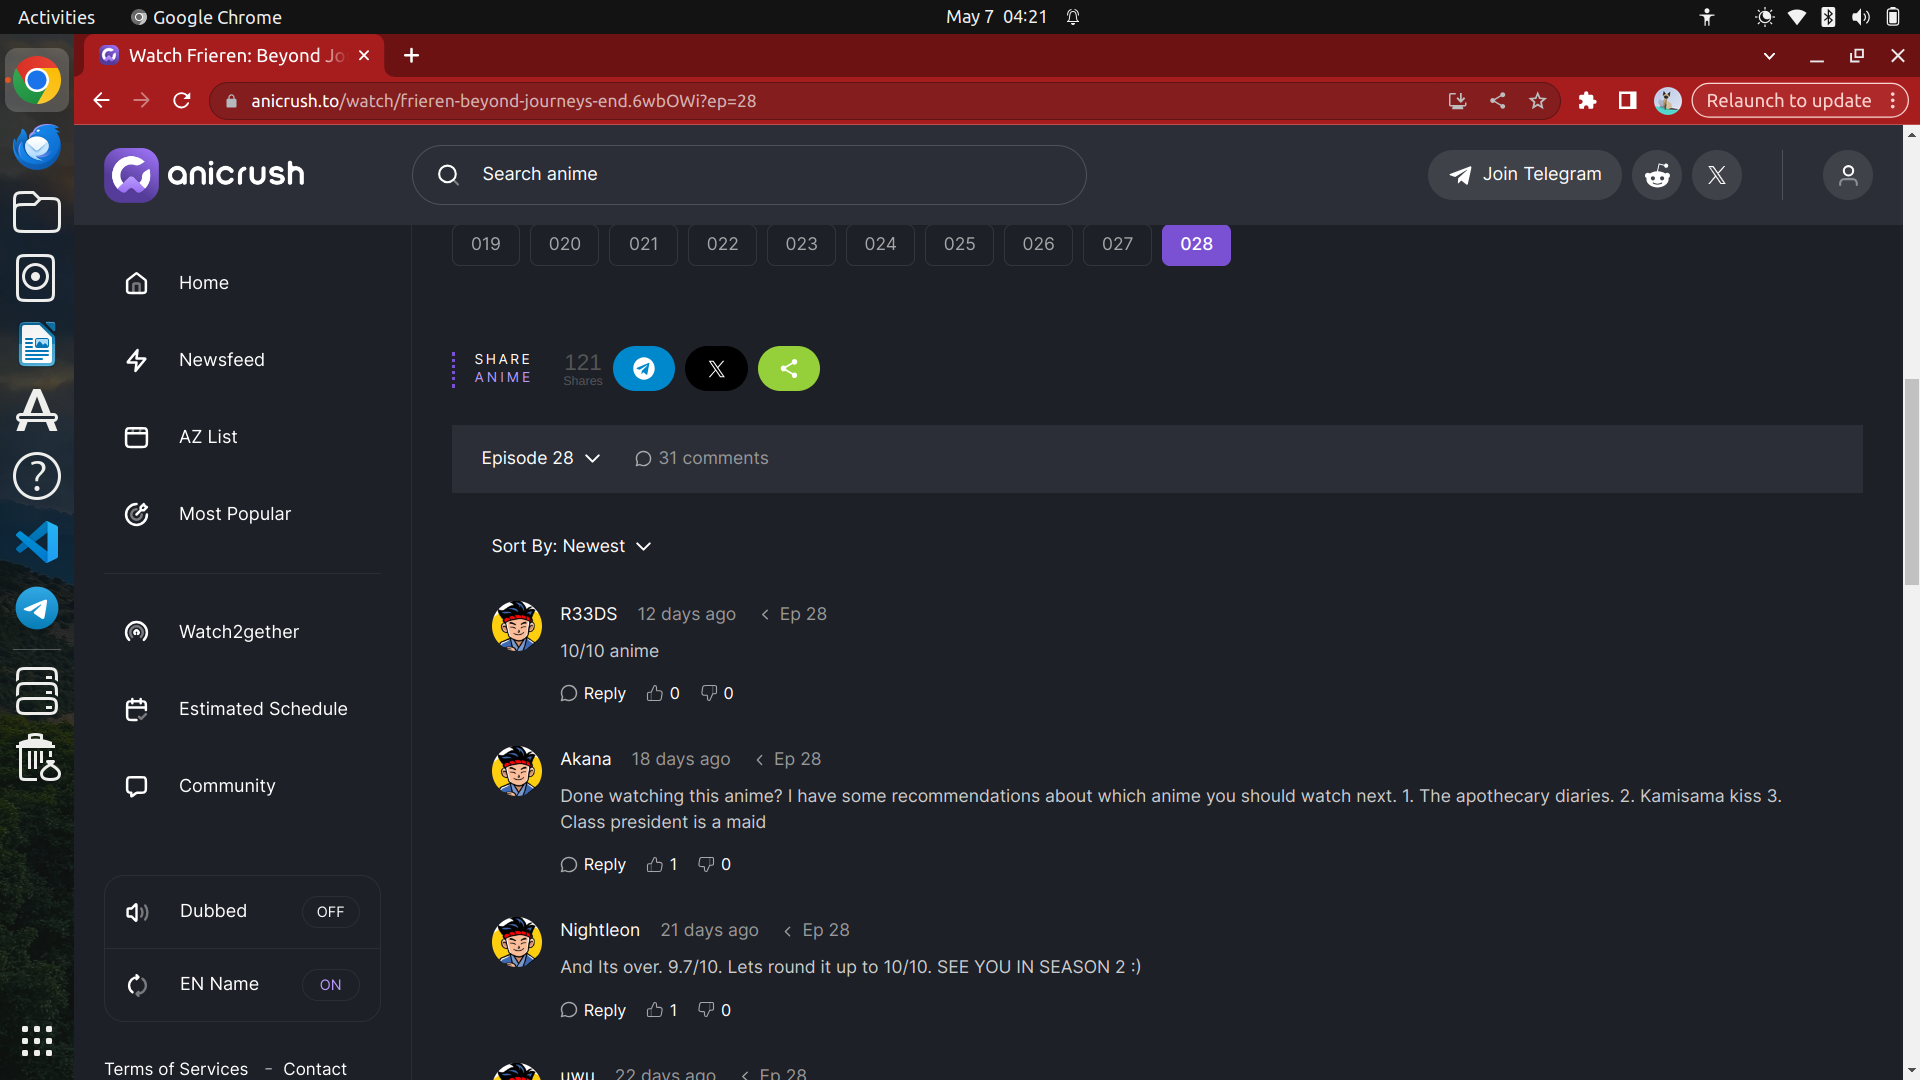 Activities
Google Chrome
May 7 04:21
Watch Frieren: Beyond Jo
anicrush.to/watch/frieren-beyond-journeys-end.6wbOWi?ep=28
Relaunch to update
anicrush
Search anime
Join Telegram
019 020 021 022 023 024 025 026 027 028
Home
Newsfeed
AZ List
Most Popular
Watch2gether
Estimated Schedule
Community
Dubbed OFF
EN Name ON
Terms of Services - Contact
SHARE
ANIME
121
Shares
Episode 28
31 comments
Sort By: Newest
R33DS 12 days ago < Ep 28
10/10 anime
Reply 0 0
Akana 18 days ago < Ep 28
Done watching this anime? I have some recommendations about which anime you should watch next. 1. The apothecary diaries. 2. Kamisama kiss 3.
Class president is a maid
Reply 1 0
Nightleon 21 days ago < Ep 28
And Its over. 9.7/10. Lets round it up to 10/10. SEE YOU IN SEASON 2 :)
Reply 1 0
uwu 22 days ago < Ep 28